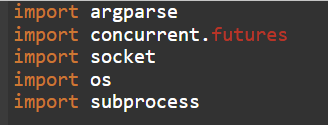 import argparse
import concurrent.futures
import socket
import os
import subprocess